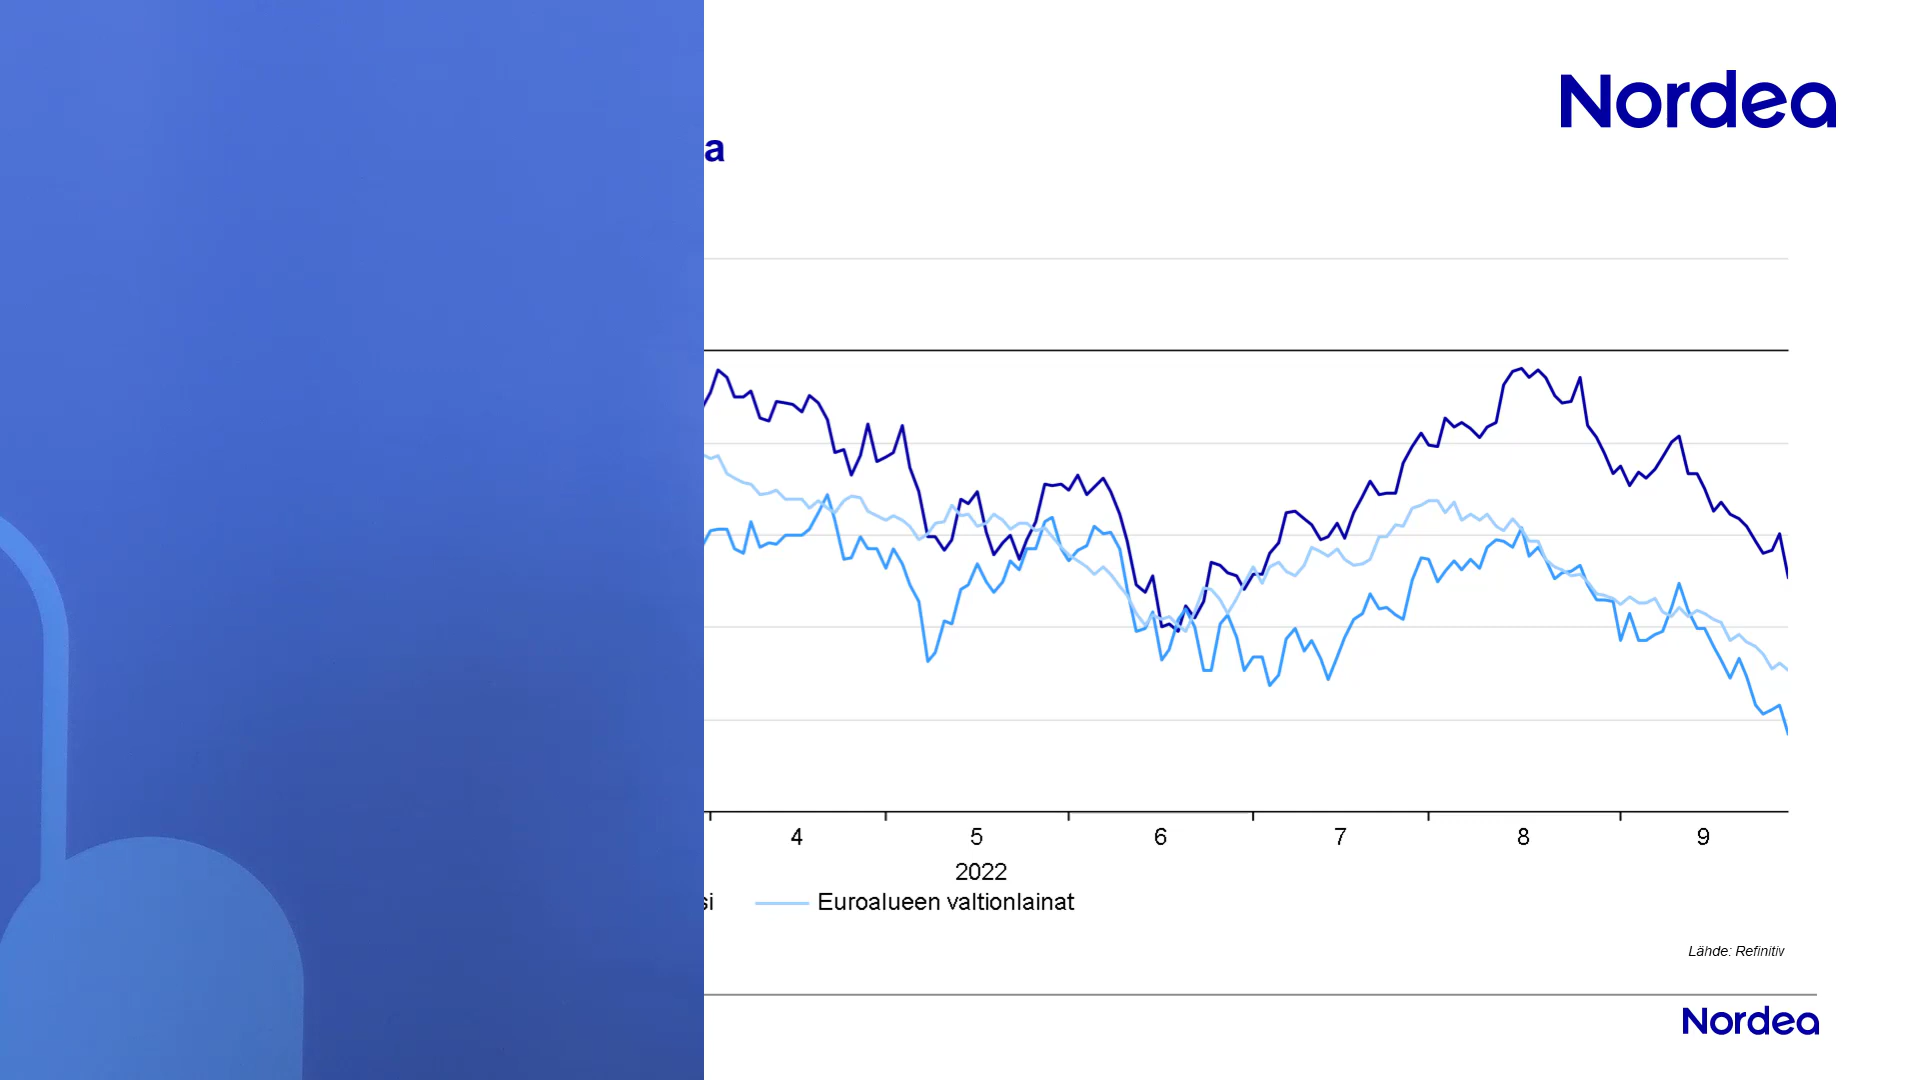 Nordea
a
4 5 6 7 8 9
2022
si Euroalueen valtionlainat
Lähde: Refinitiv
Nordea